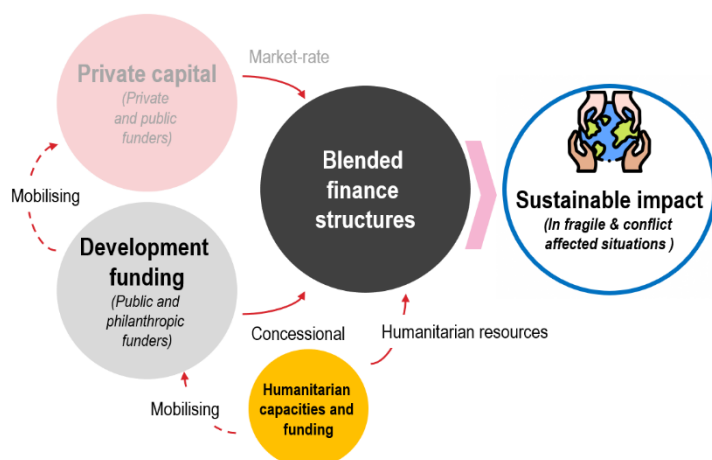 Market-rate
Private capital
(Private
and public
funders)
Mobilising
Blended
finance
structures
Sustainable impact
(In fragile & conflict
affected situations )
Development
funding
(Public and
philanthropic
funders)
Concessional
Humanitarian resources
Mobilising
Humanitarian
capacities and
funding